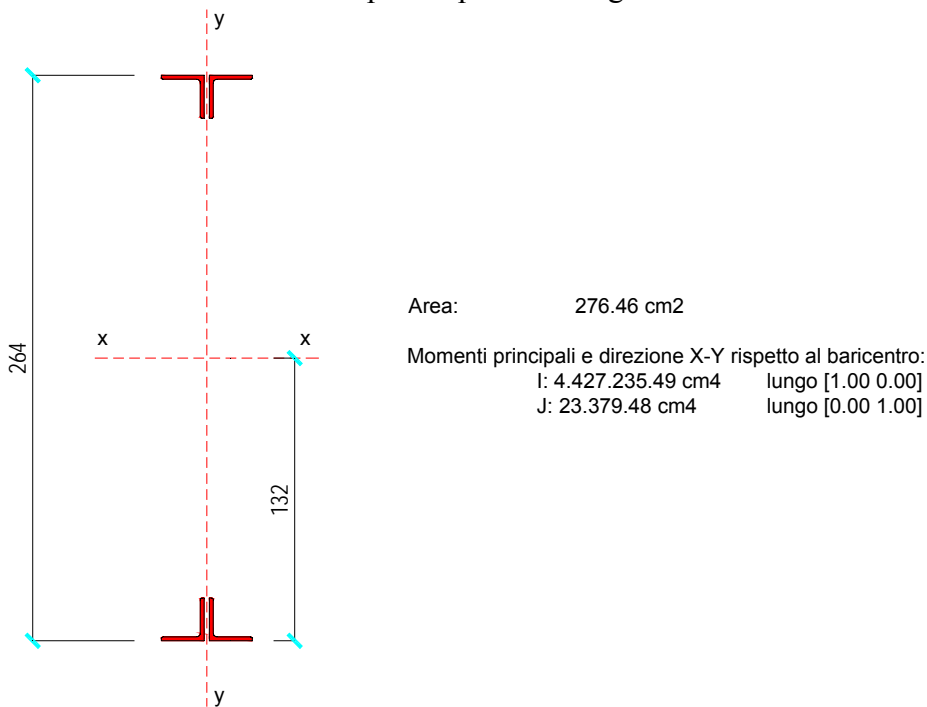 y
x
x
264
132
y
Area: 276.46 cm2
Momenti principali e direzione X-Y rispetto al baricentro:
I: 4.427.235.49 cm4 lungo [1.00 0.00]
J: 23.379.48 cm4 lungo [0.00 1.00]